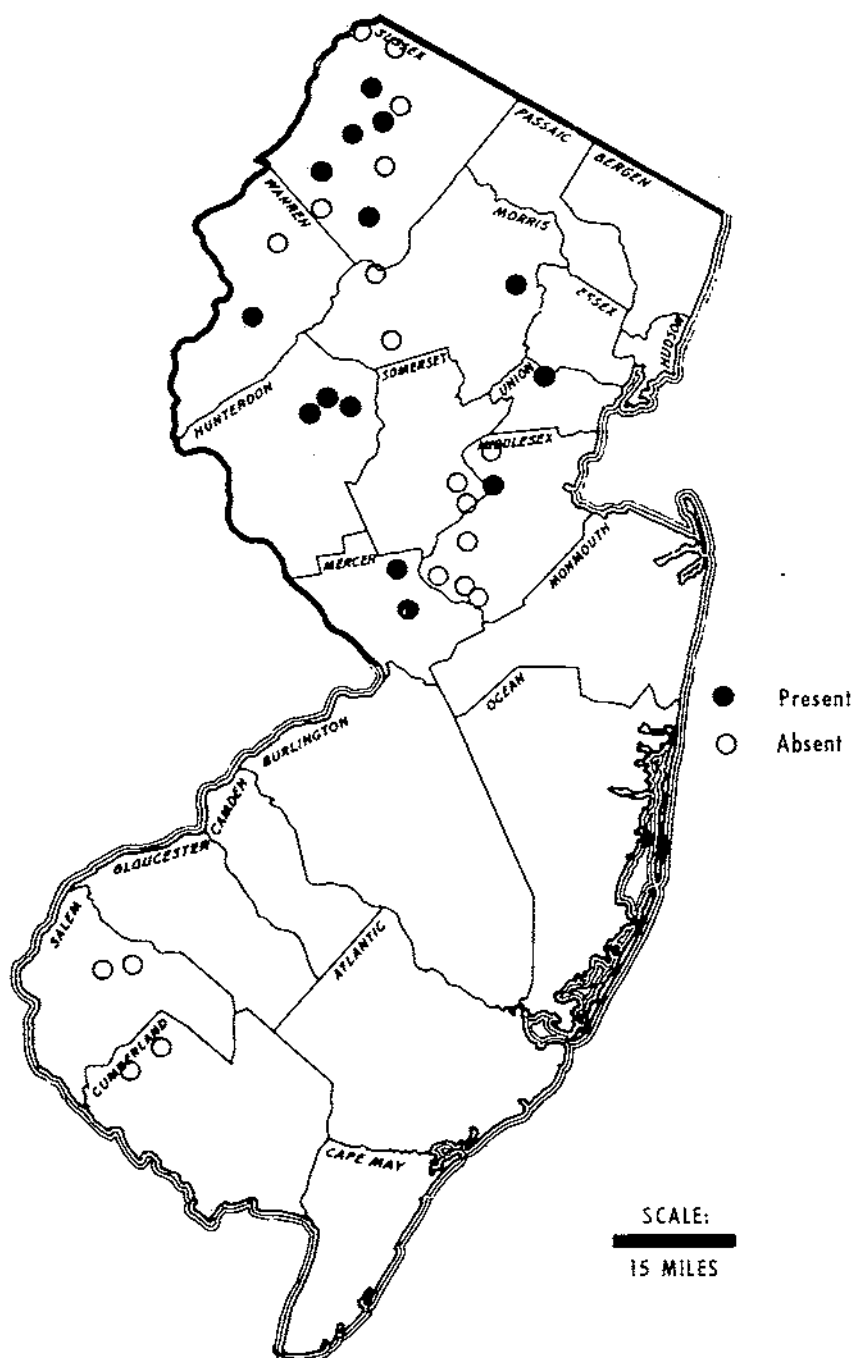 SUSSEX
PASSAIC
BERGEN
WARREN
MORRIS
ESSEX
HUDSON
SOMERSET
UNION
HUNTERDON
MIDDLESEX
MERCER
MONMOUTH
OCEAN
Present
Absent
BURLINGTON
CAMDEN
GLOUCESTER
SALEM
ATLANTIC
CUMBERLAND
CAPE MAY
SCALE:
15 MILES